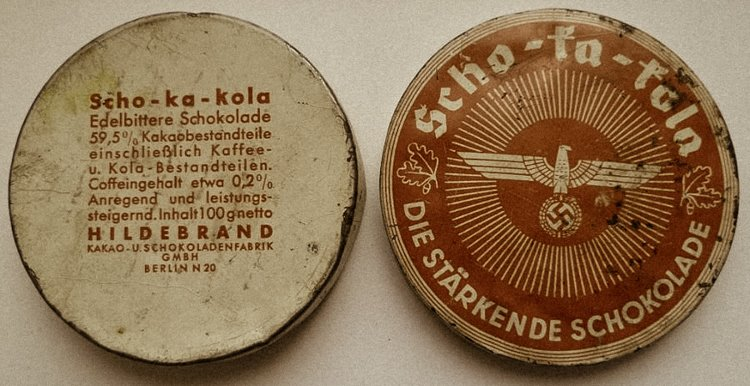 Scho-ka-kola
Edelbittere Schokolade
59,5% Kakaobestandteile
einschließlich Kaffee-
u. Kola-Bestandteilen.
Coffeingehalt etwa 0,2%
Anregend und leistungs-
steigernd. Inhalt 100g netto
HILDEBRAND
KAKAO-U. SCHOKOLADENFABRIK
GMBH
BERLIN N 20
Scho-ka-kola
DIE STÄRKENDE SCHOKOLADE